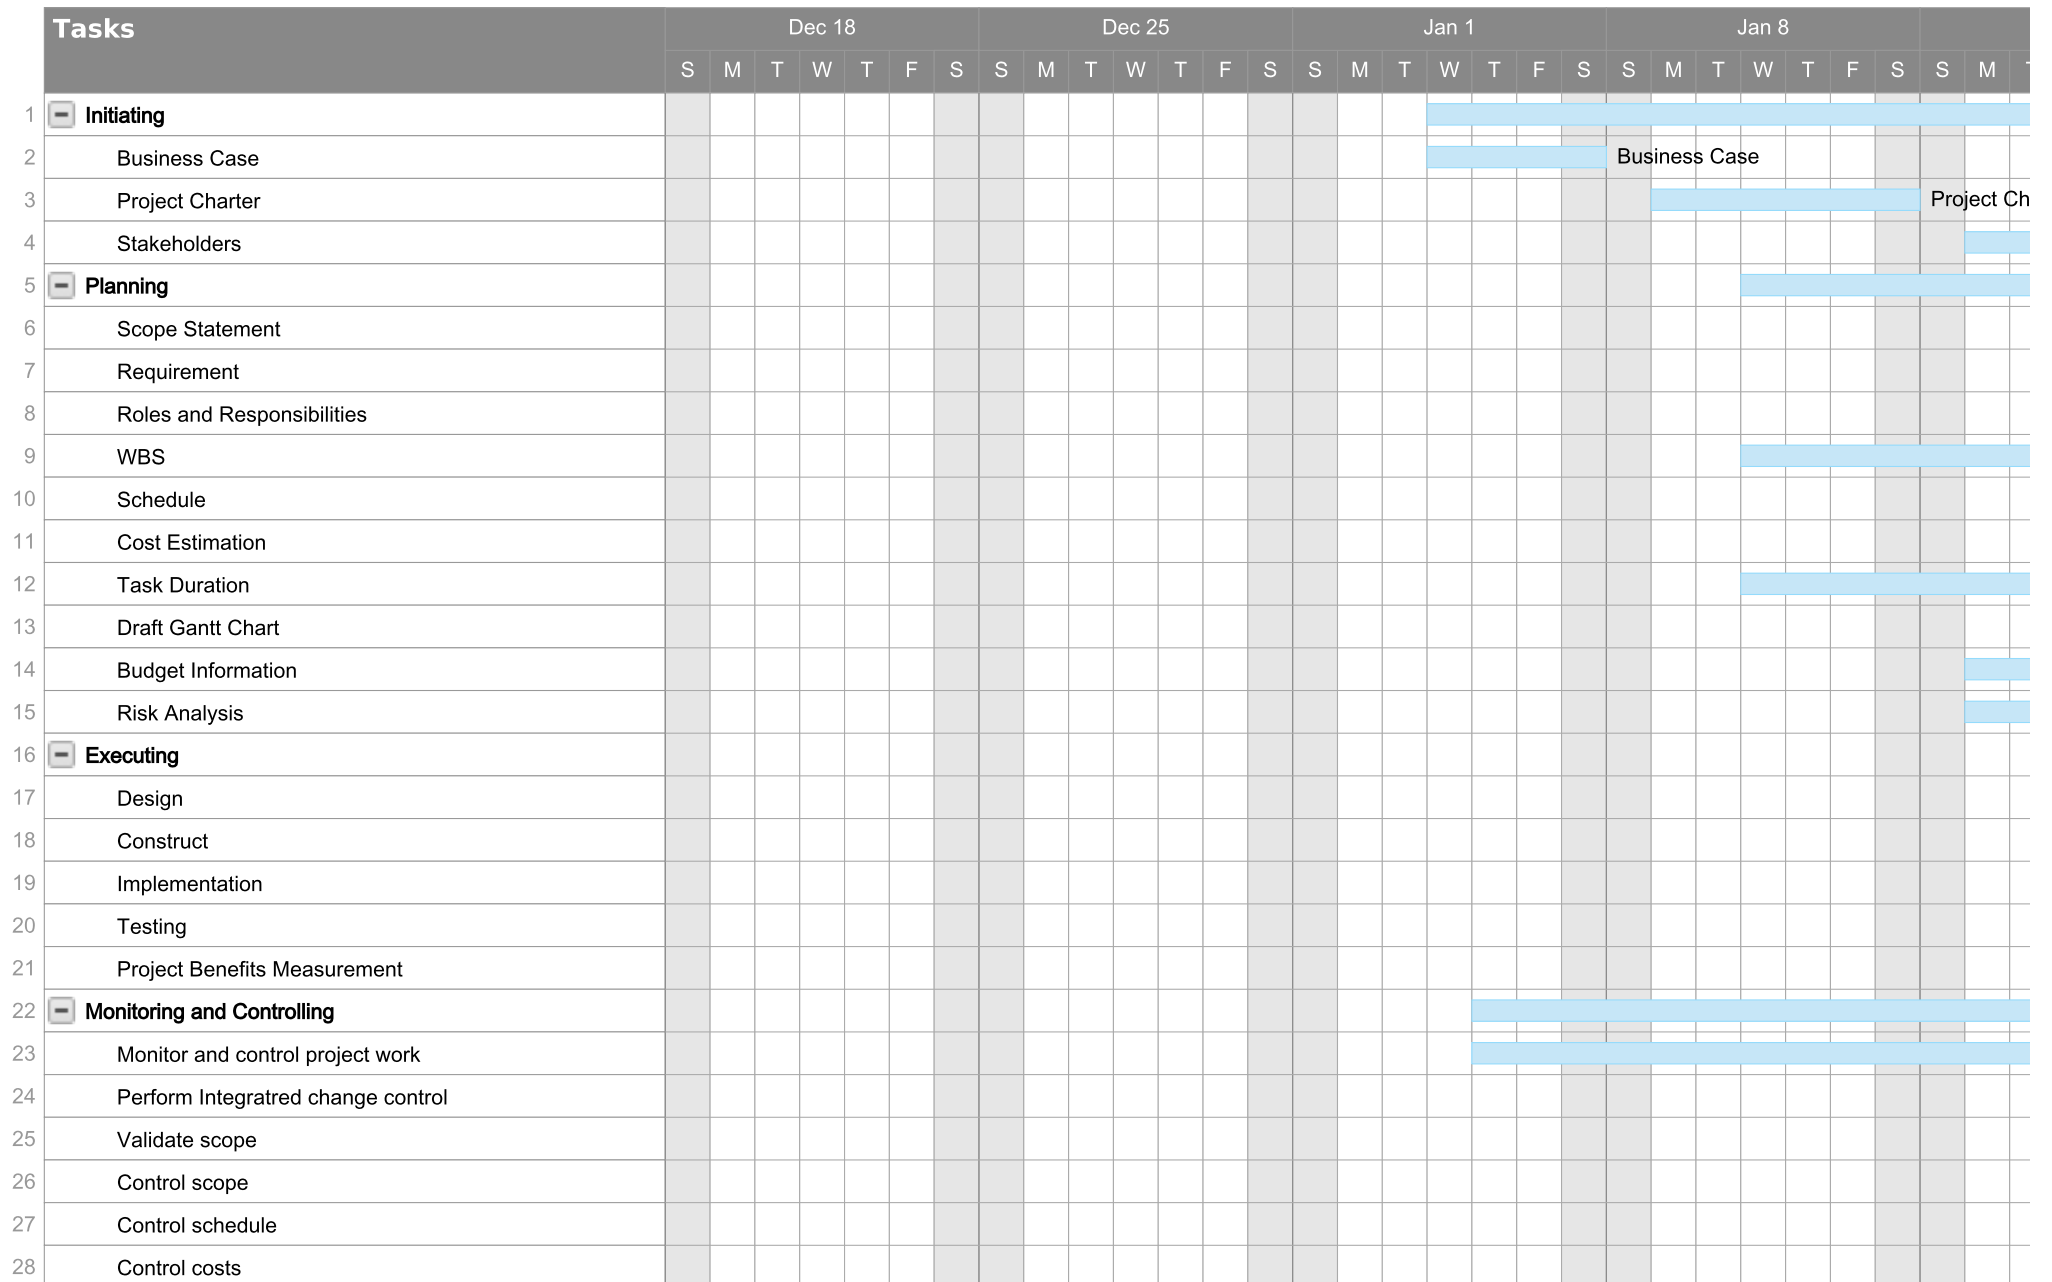 Tasks
Dec 18 Dec 25 Jan 1 Jan 8
S M T W T F S S M T W T F S S M T W T F S S M T W T F S S M T
1 Initiating
2 Business Case Business Case
3 Project Charter Project Ch
4 Stakeholders
5 Planning
6 Scope Statement
7 Requirement
8 Roles and Responsibilities
9 WBS
10 Schedule
11 Cost Estimation
12 Task Duration
13 Draft Gantt Chart
14 Budget Information
15 Risk Analysis
16 Executing
17 Design
18 Construct
19 Implementation
20 Testing
21 Project Benefits Measurement
22 Monitoring and Controlling
23 Monitor and control project work
24 Perform Integratred change control
25 Validate scope
26 Control scope
27 Control schedule
28 Control costs